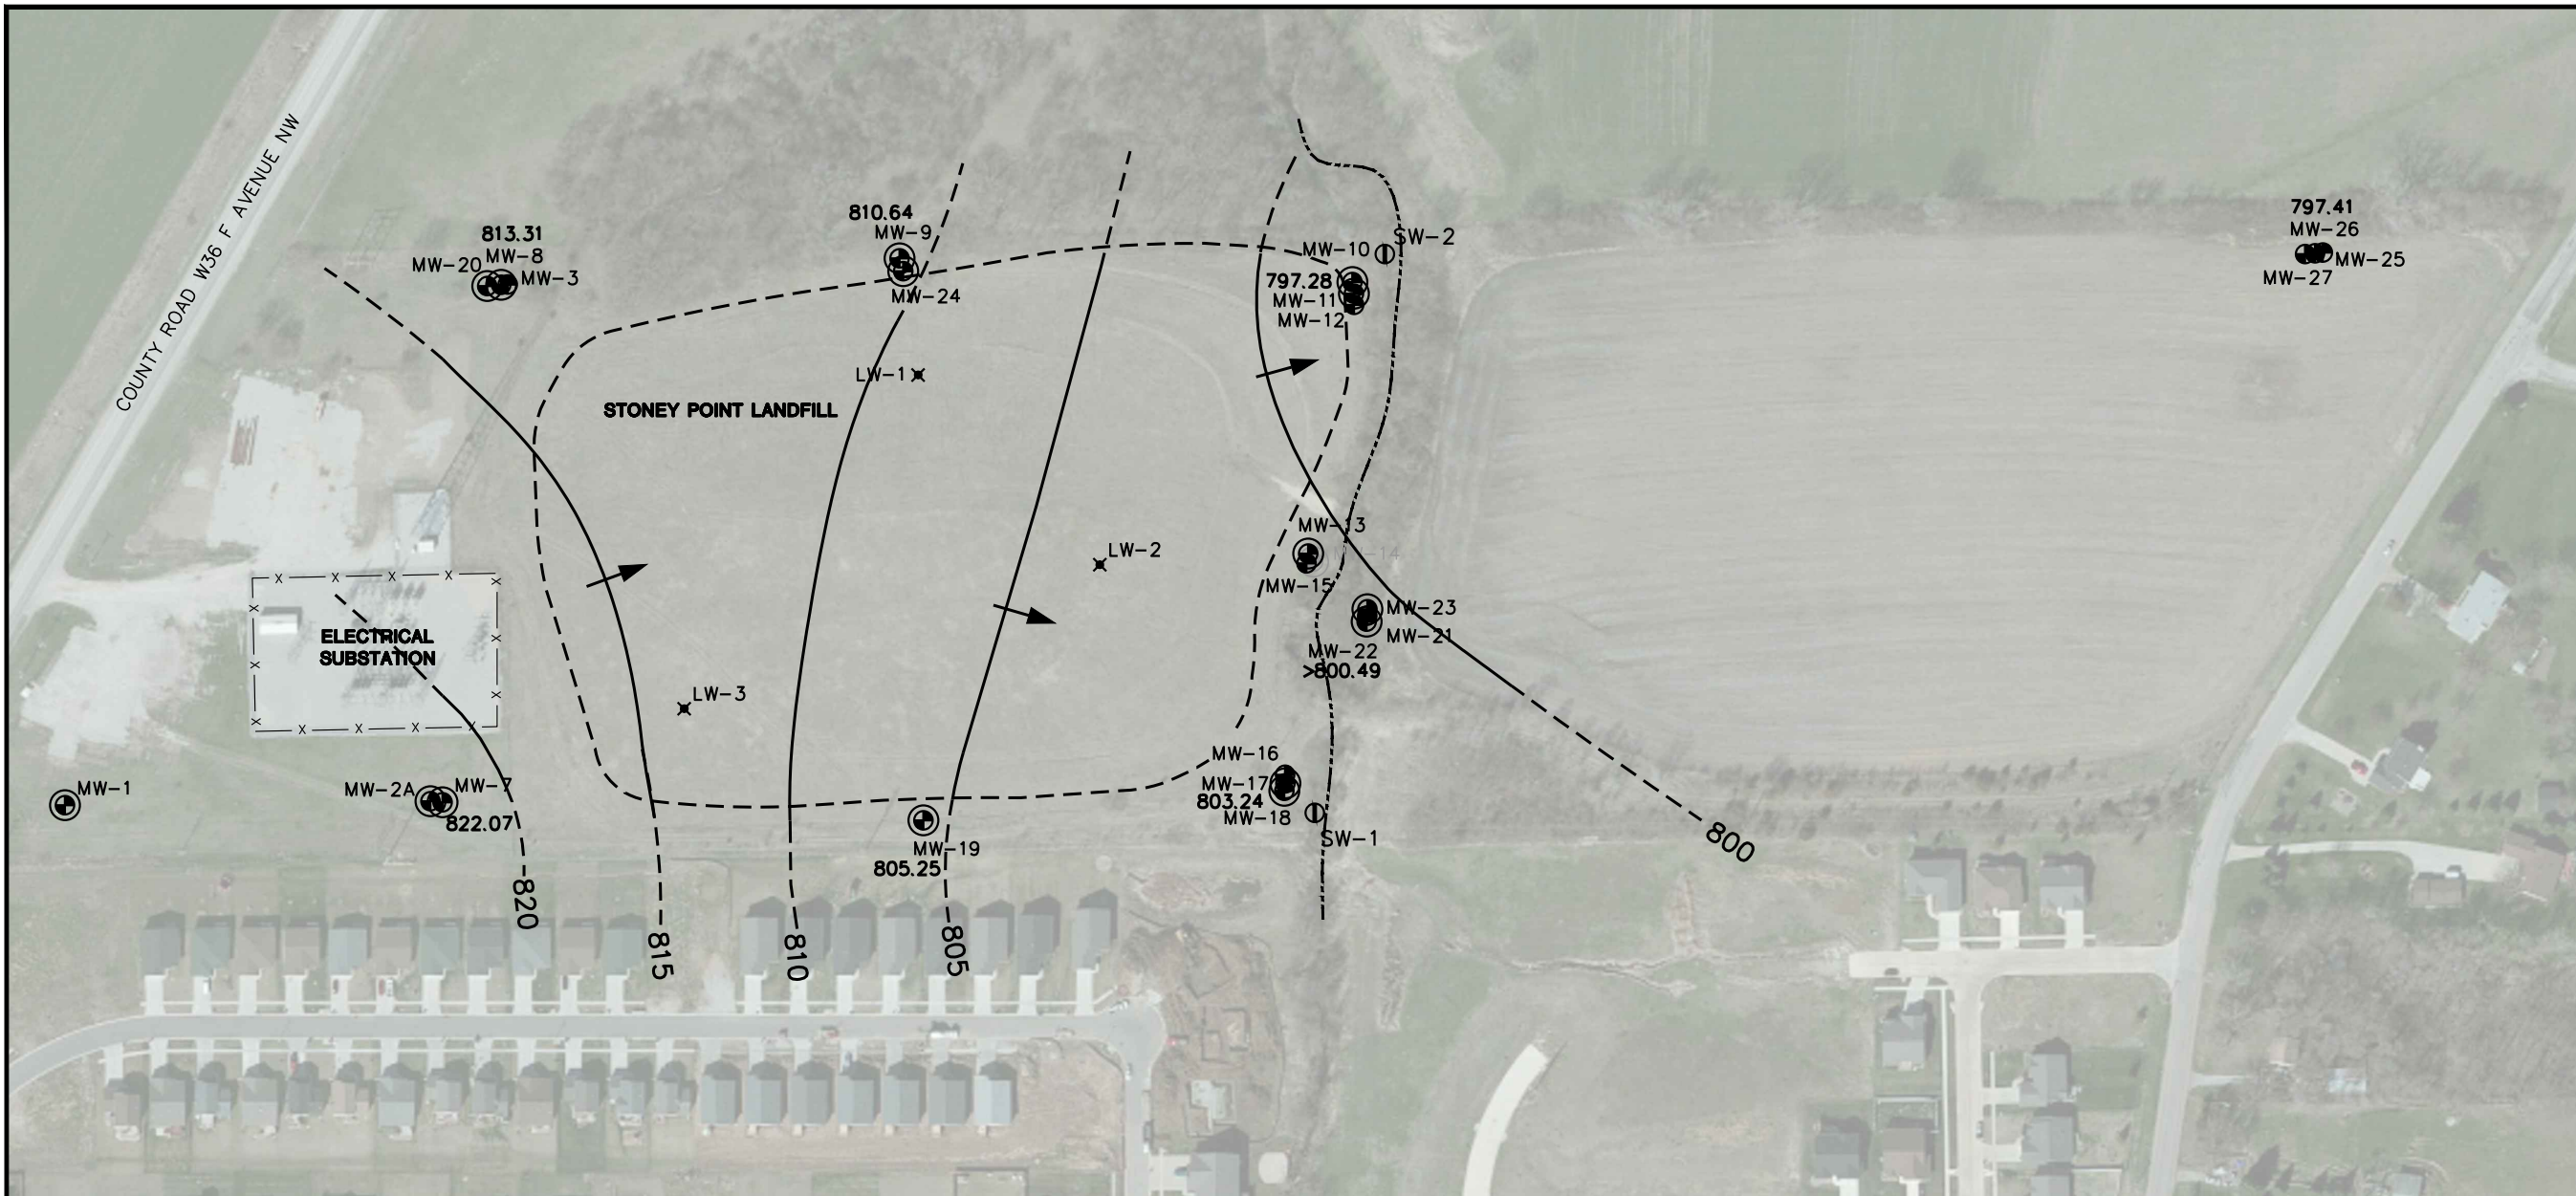 COUNTY ROAD W36 F AVENUE NW
813.31
MW-8
MW-20
MW-3
810.64
MW-9
MW-24
SW-2
MW-10
797.28
MW-11
MW-12
797.41
MW-26
MW-25
MW-27
LW-1
STONEY POINT LANDFILL
MW-13
MW-14
MW-15
LW-2
MW-23
MW-21
MW-22
>800.49
ELECTRICAL
SUBSTATION
LW-3
MW-16
MW-17
803.24
MW-18
SW-1
MW-1
MW-2A
MW-7
822.07
MW-19
805.25
820
815
810
805
800
X X X X X
X X X X X
X X X X X